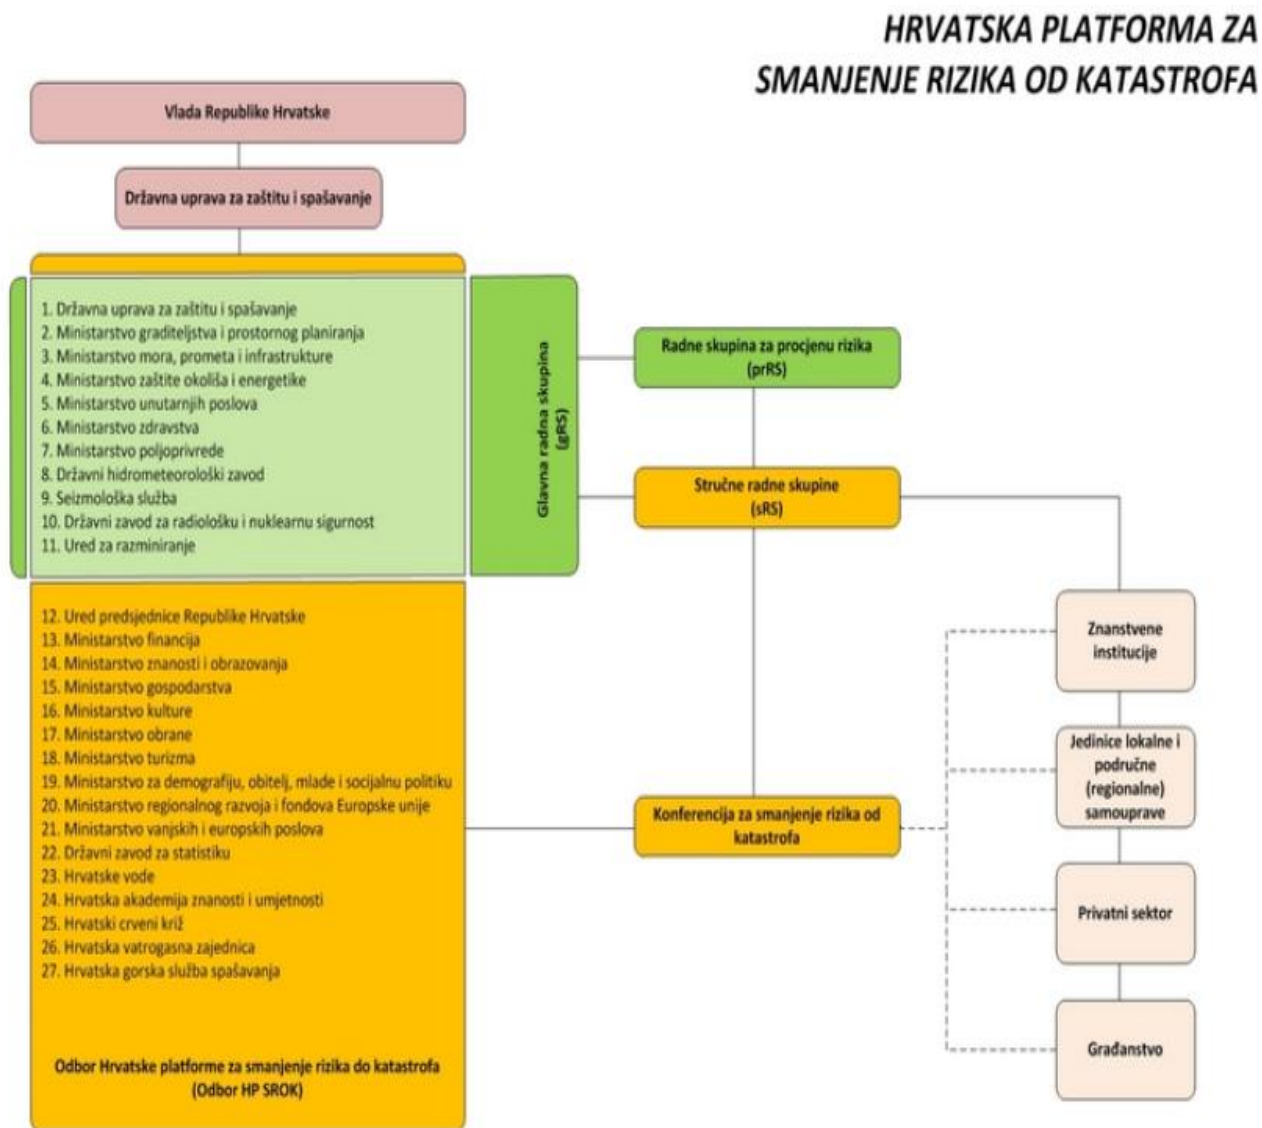 HRVATSKA PLATFORMA ZA
SMANJENJE RIZIKA OD KATASTROFA
Vlada Republike Hrvatske
Državna uprava za zaštitu i spašavanje
1. Državna uprava za zaštitu i spašavanje
2. Ministarstvo graditeljstva i prostornog planiranja
3. Ministarstvo mora, prometa i infrastrukture
4. Ministarstvo zaštite okoliša i energetike
5. Ministarstvo unutarnjih poslova
6. Ministarstvo zdravstva
7. Ministarstvo poljoprivrede
8. Državni hidrometeorološki zavod
9. Seizmološka služba
10. Državni zavod za radiološku i nuklearnu sigurnost
11. Ured za razminiranje
Glavna radna skupina
(gRS)
12. Ured predsjednice Republike Hrvatske
13. Ministarstvo financija
14. Ministarstvo znanosti i obrazovanja
15. Ministarstvo gospodarstva
16. Ministarstvo kulture
17. Ministarstvo obrane
18. Ministarstvo turizma
19. Ministarstvo za demografiju, obitelj, mlade i socijalnu politiku
20. Ministarstvo regionalnog razvoja i fondova Europske unije
21. Ministarstvo vanjskih i europskih poslova
22. Državni zavod za statistiku
23. Hrvatske vode
24. Hrvatska akademija znanosti i umjetnosti
25. Hrvatski crveni križ
26. Hrvatska vatrogasna zajednica
27. Hrvatska gorska služba spašavanja
Odbor Hrvatske platforme za smanjenje rizika do katastrofa
(Odbor HP SROK)
Radne skupina za procjenu rizika
(prRS)
Stručne radne skupine
(sRS)
Konferencija za smanjenje rizika od
katastrofa
Znanstvene
institucije
Jedinice lokalne i
područne
(regionalne)
samouprave
Privatni sektor
Građanstvo